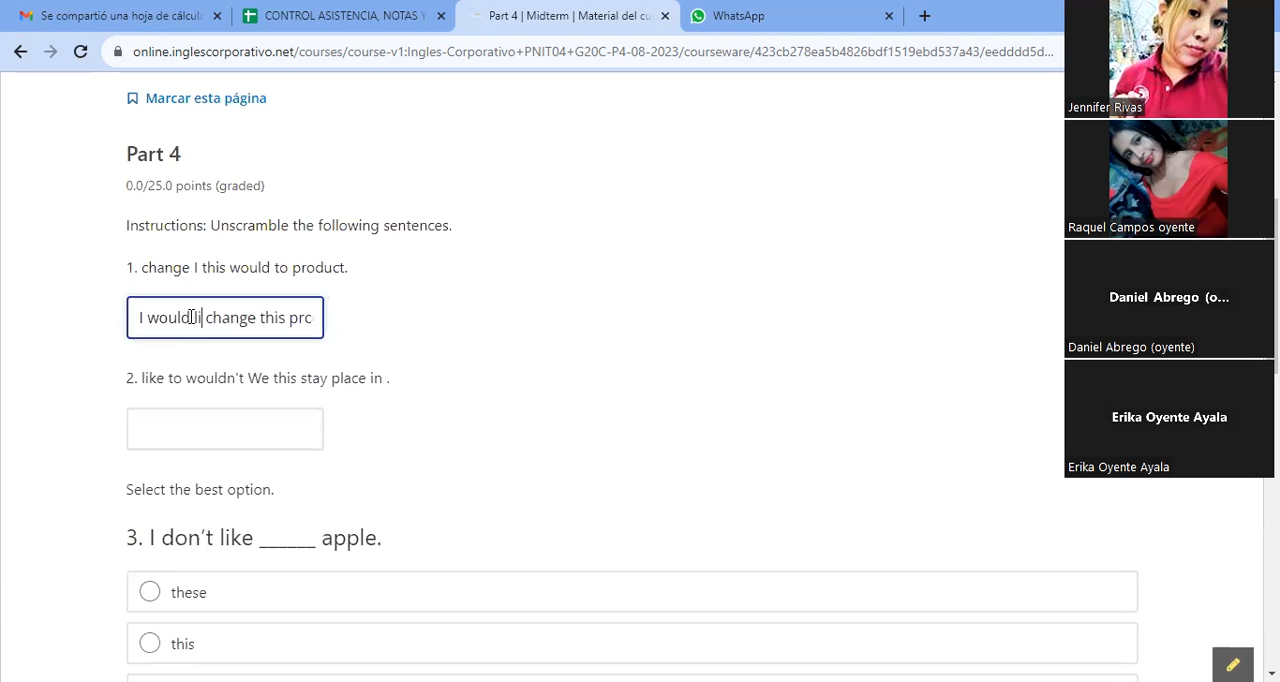 Se compartió una hoja de cálcul
CONTROL ASISTENCIA, NOTAS Y
Part 4 | Midterm | Material del cu
WhatsApp
online.inglescorporativo.net/courses/course-v1:Ingles-Corporativo+PNIT04+G20C-P4-08-2023/courseware/423cb278ea5b4826bdf1519ebd537a43/eedddd5d...
Marcar esta página
Part 4
0.0/25.0 points (graded)
Instructions: Unscramble the following sentences.
1. change I this would to product.
I would li change this pro
2. like to wouldn't We this stay place in .
Select the best option.
3. I don't like ______ apple.
these
this
Jennifer Rivas
Raquel Campos oyente
Daniel Abrego (o...
Daniel Abrego (oyente)
Erika Oyente Ayala
Erika Oyente Ayala